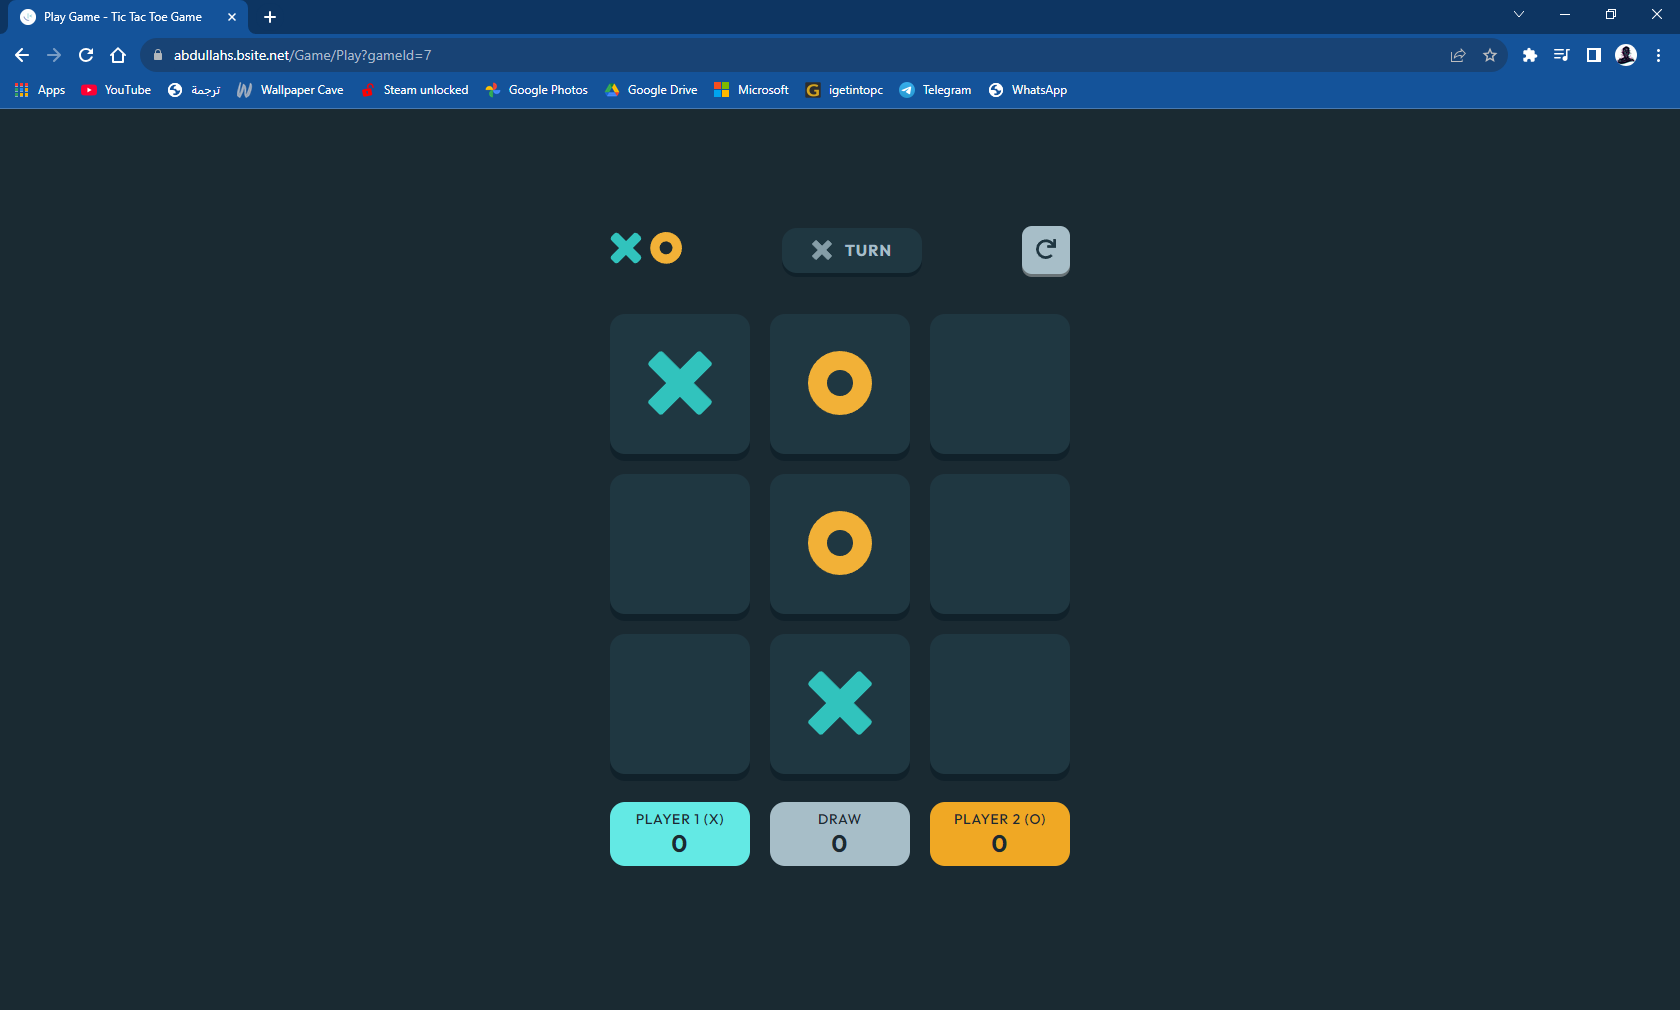 Play Game - Tic Tac Toe Game
abdullahs.bsite.net/Game/Play?gameId=7
Apps YouTube ترجمة Wallpaper Cave Steam unlocked Google Photos Google Drive Microsoft igetintopc Telegram WhatsApp
TURN
PLAYER 1 (X) DRAW PLAYER 2 (O)
0 0 0